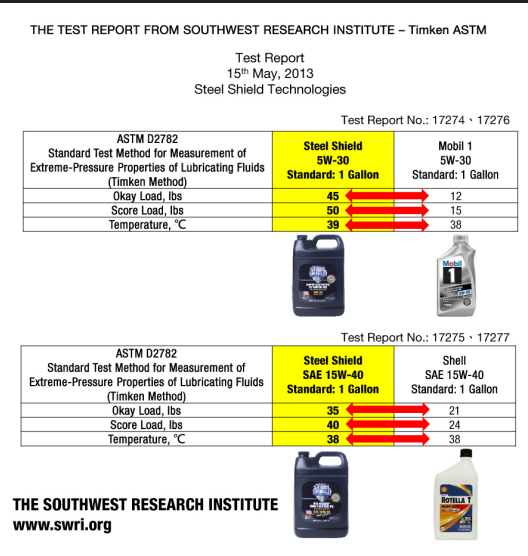 THE TEST REPORT FROM SOUTHWEST RESEARCH INSTITUTE – Timken ASTM
Test Report
15th May, 2013
Steel Shield Technologies
Test Report No.: 17274、17276
ASTM D2782
Standard Test Method for Measurement of
Extreme-Pressure Properties of Lubricating Fluids
(Timken Method)
Steel Shield
5W-30
Standard: 1 Gallon
Mobil 1
5W-30
Standard: 1 Gallon
Okay Load, lbs 45 12
Score Load, lbs 50 15
Temperature, ℃ 39 38
STEEL
SHIELD
Mobil
1
Test Report No.: 17275、17277
ASTM D2782
Standard Test Method for Measurement of
Extreme-Pressure Properties of Lubricating Fluids
(Timken Method)
Steel Shield
SAE 15W-40
Standard: 1 Gallon
Shell
SAE 15W-40
Standard: 1 Gallon
Okay Load, lbs 35 21
Score Load, lbs 40 24
Temperature, ℃ 38 38
STEEL
SHIELD
ROTELLA T
THE SOUTHWEST RESEARCH INSTITUTE
www.swri.org